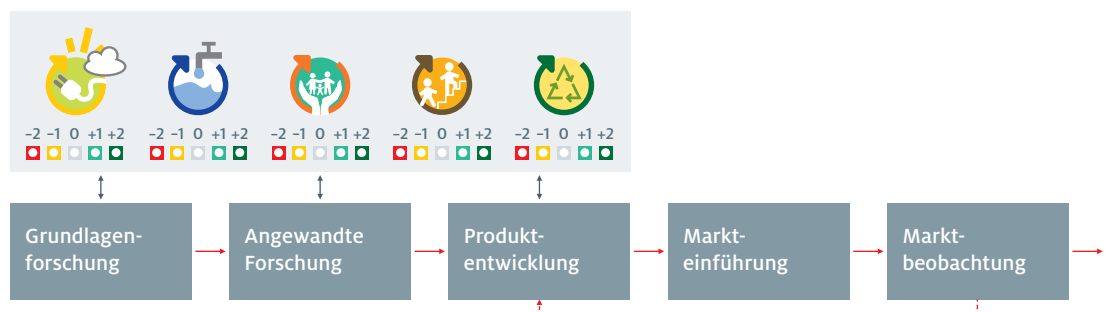 −2 −1 0 +1 +2 −2 −1 0 +1 +2 −2 −1 0 +1 +2 −2 −1 0 +1 +2 −2 −1 0 +1 +2
Grundlagen-
forschung
Angewandte
Forschung
Produkt-
entwicklung
Markt-
einführung
Markt-
beobachtung